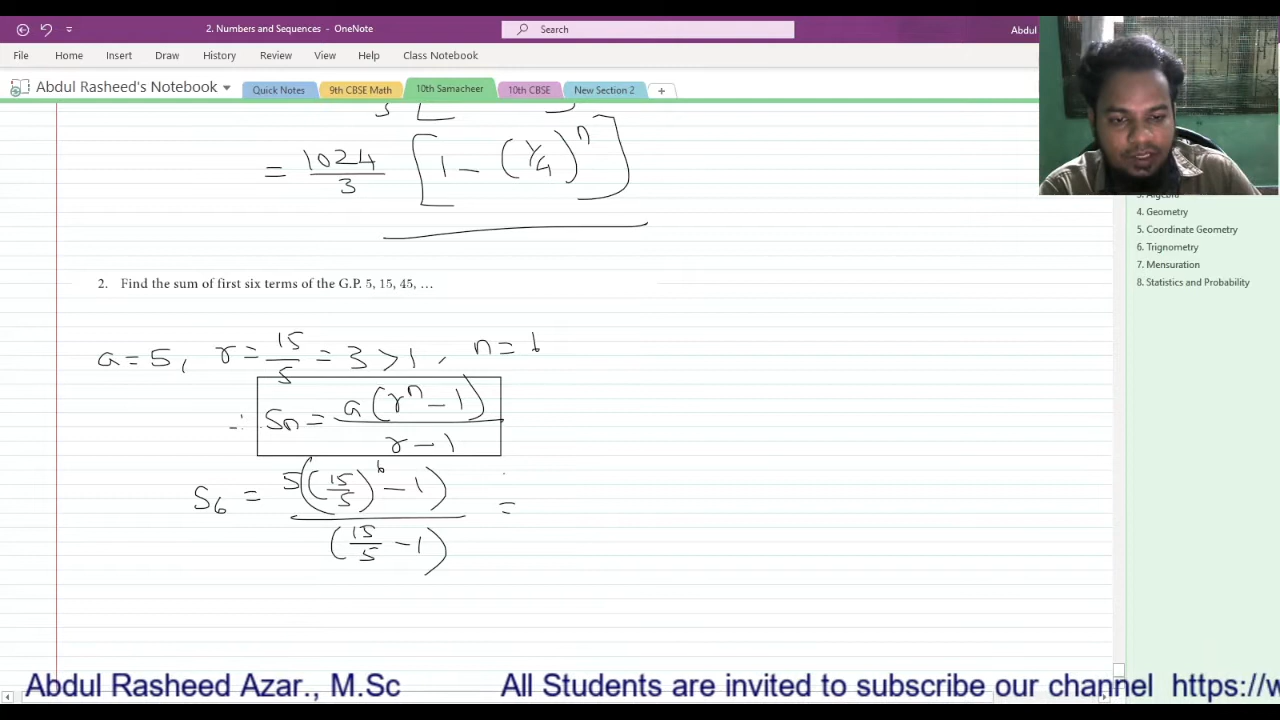 2. Numbers and Sequences - OneNote
Search
Abdul
File Home Insert Draw History Review View Help Class Notebook
Abdul Rasheed's Notebook
Quick Notes 9th CBSE Math 10th Samacheer 10th CBSE New Section 2 +
= 1024/3 [1 - (1/4)^n]
4. Geometry
5. Coordinate Geometry
6. Trignometry
7. Mensuration
8. Statistics and Probability
2. Find the sum of first six terms of the G.P. 5, 15, 45, …
a = 5, r = 15/5 = 3 > 1, n = 6
∴ Sn = a(r^n - 1)/r - 1
S6 = 5((15/5)^6 - 1)/(15/5 - 1) =
Abdul Rasheed Azar., M.Sc All Students are invited to subscribe our channel https://w